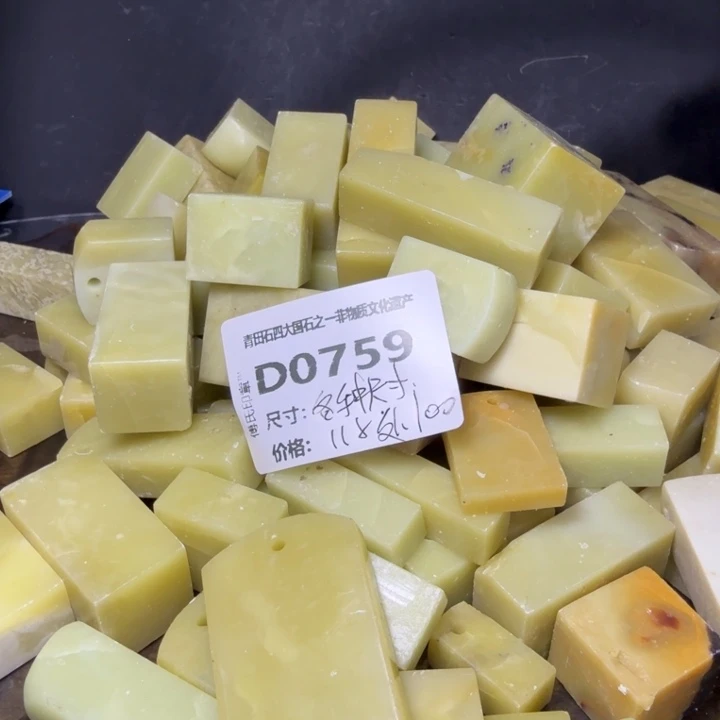 青田石四大国石之一非物质文化遗产
D0759
尺寸：各种尺寸
价格：